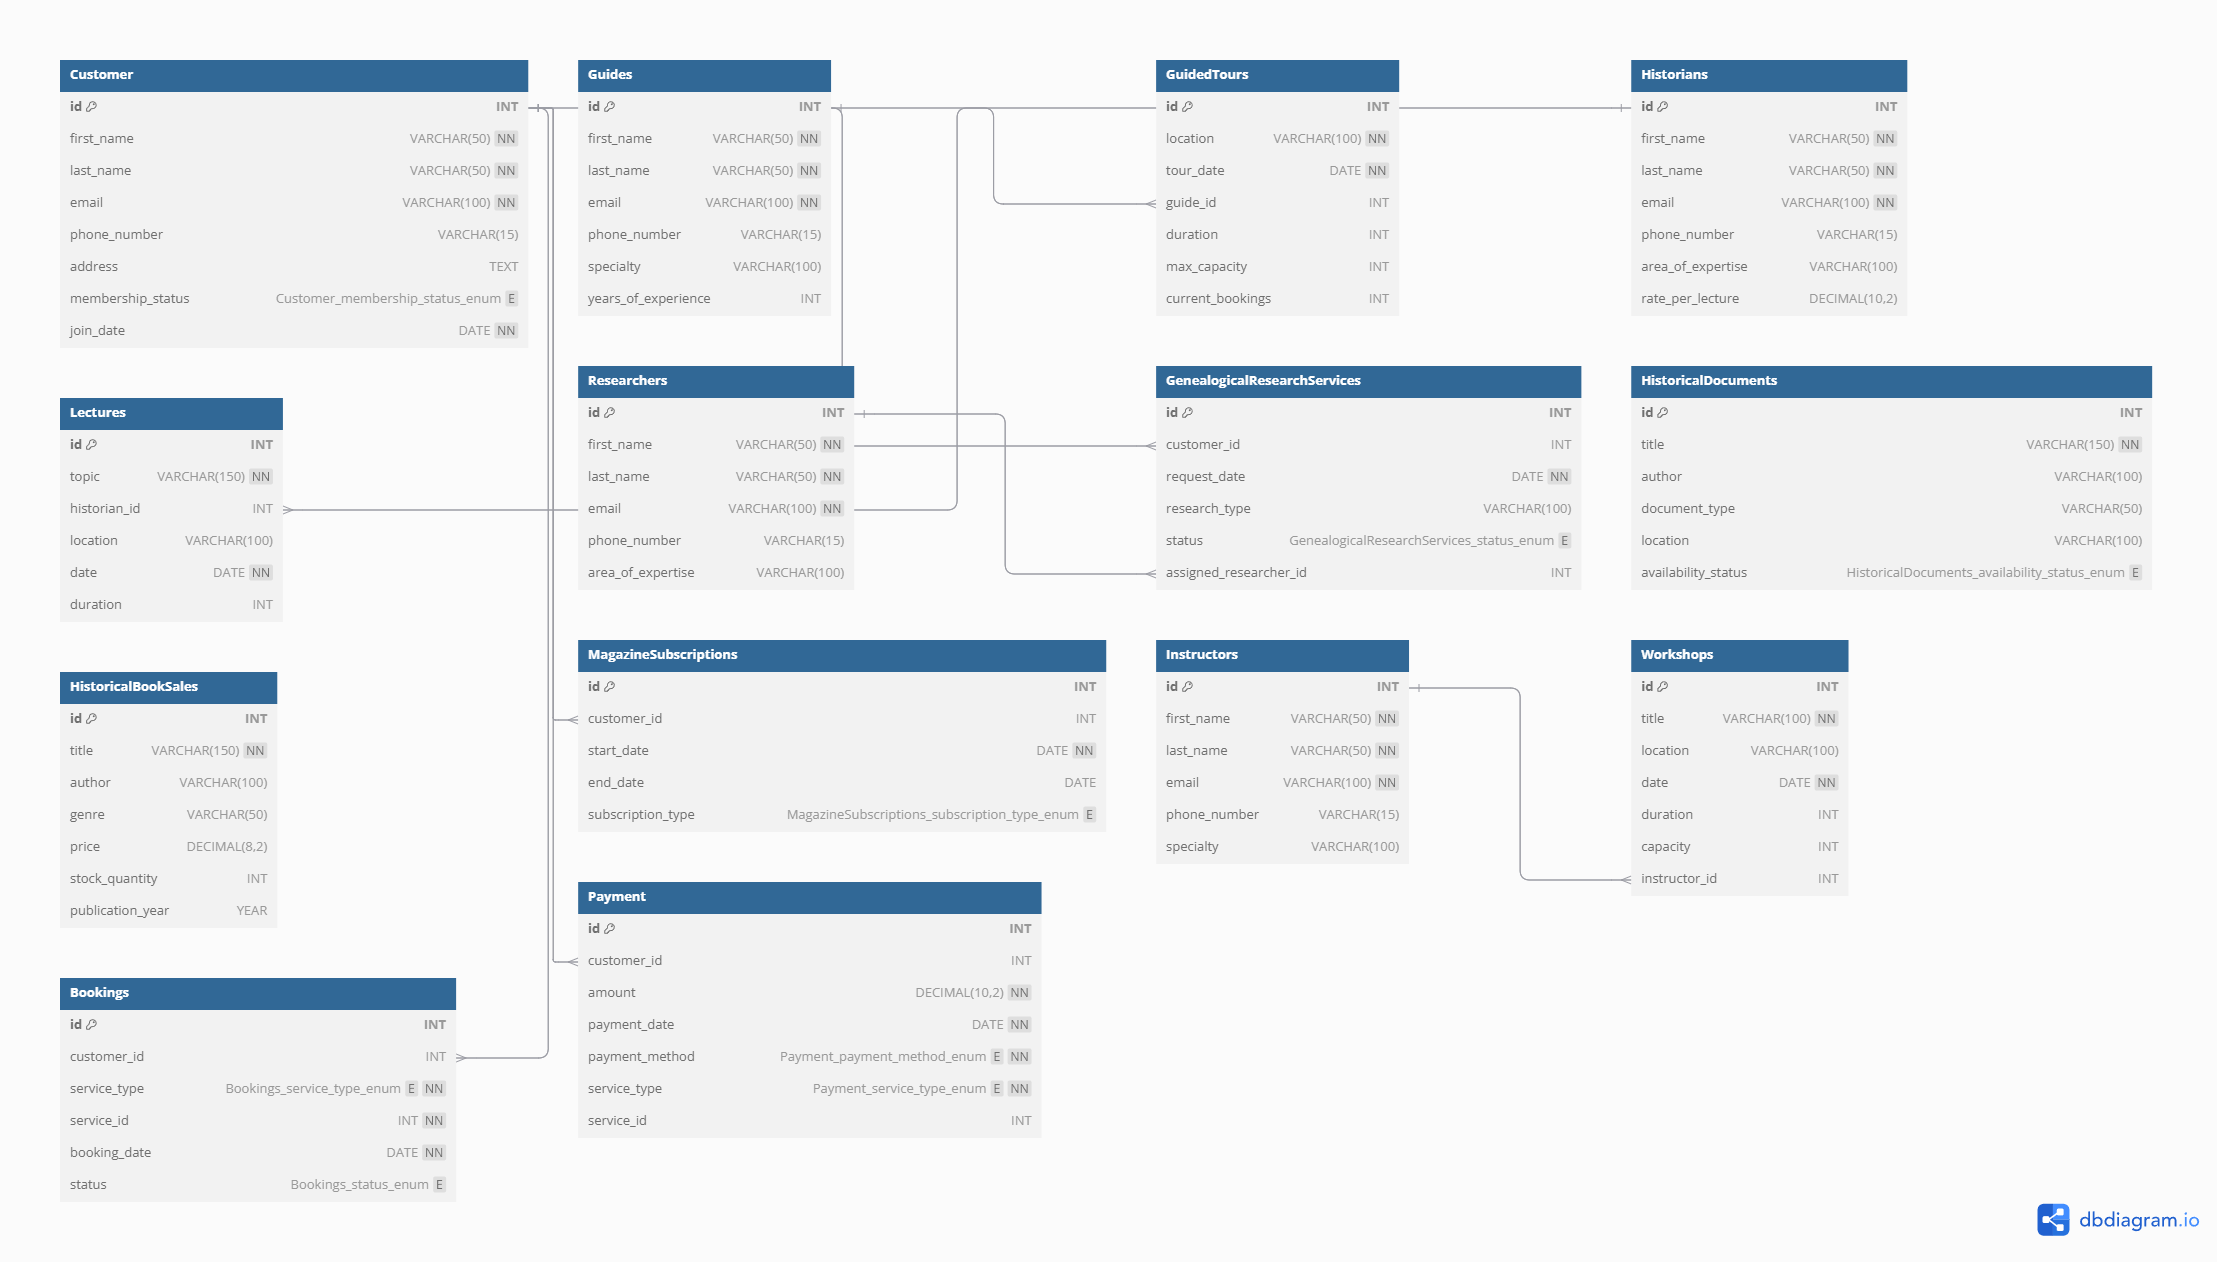 Customer
id INT
first_name VARCHAR(50) NN
last_name VARCHAR(50) NN
email VARCHAR(100) NN
phone_number VARCHAR(15)
address TEXT
membership_status Customer_membership_status_enum E
join_date DATE NN
Guides
id INT
first_name VARCHAR(50) NN
last_name VARCHAR(50) NN
email VARCHAR(100) NN
phone_number VARCHAR(15)
specialty VARCHAR(100)
years_of_experience INT
GuidedTours
id INT
location VARCHAR(100) NN
tour_date DATE NN
guide_id INT
duration INT
max_capacity INT
current_bookings INT
Historians
id INT
first_name VARCHAR(50) NN
last_name VARCHAR(50) NN
email VARCHAR(100) NN
phone_number VARCHAR(15)
area_of_expertise VARCHAR(100)
rate_per_lecture DECIMAL(10,2)
Lectures
id INT
topic VARCHAR(150) NN
historian_id INT
location VARCHAR(100)
date DATE NN
duration INT
Researchers
id INT
first_name VARCHAR(50) NN
last_name VARCHAR(50) NN
email VARCHAR(100) NN
phone_number VARCHAR(15)
area_of_expertise VARCHAR(100)
GenealogicalResearchServices
id INT
customer_id INT
request_date DATE NN
research_type VARCHAR(100)
status GenealogicalResearchServices_status_enum E
assigned_researcher_id INT
HistoricalDocuments
id INT
title VARCHAR(150) NN
author VARCHAR(100)
document_type VARCHAR(50)
location VARCHAR(100)
availability_status HistoricalDocuments_availability_status_enum E
HistoricalBookSales
id INT
title VARCHAR(150) NN
author VARCHAR(100)
genre VARCHAR(50)
price DECIMAL(8,2)
stock_quantity INT
publication_year YEAR
MagazineSubscriptions
id INT
customer_id INT
start_date DATE NN
end_date DATE
subscription_type MagazineSubscriptions_subscription_type_enum E
Instructors
id INT
first_name VARCHAR(50) NN
last_name VARCHAR(50) NN
email VARCHAR(100) NN
phone_number VARCHAR(15)
specialty VARCHAR(100)
Workshops
id INT
title VARCHAR(100) NN
location VARCHAR(100)
date DATE NN
duration INT
capacity INT
instructor_id INT
Bookings
id INT
customer_id INT
service_type Bookings_service_type_enum E NN
service_id INT NN
booking_date DATE NN
status Bookings_status_enum E
Payment
id INT
customer_id INT
amount DECIMAL(10,2) NN
payment_date DATE NN
payment_method Payment_payment_method_enum E NN
service_type Payment_service_type_enum E NN
service_id INT
dbdiagram.io